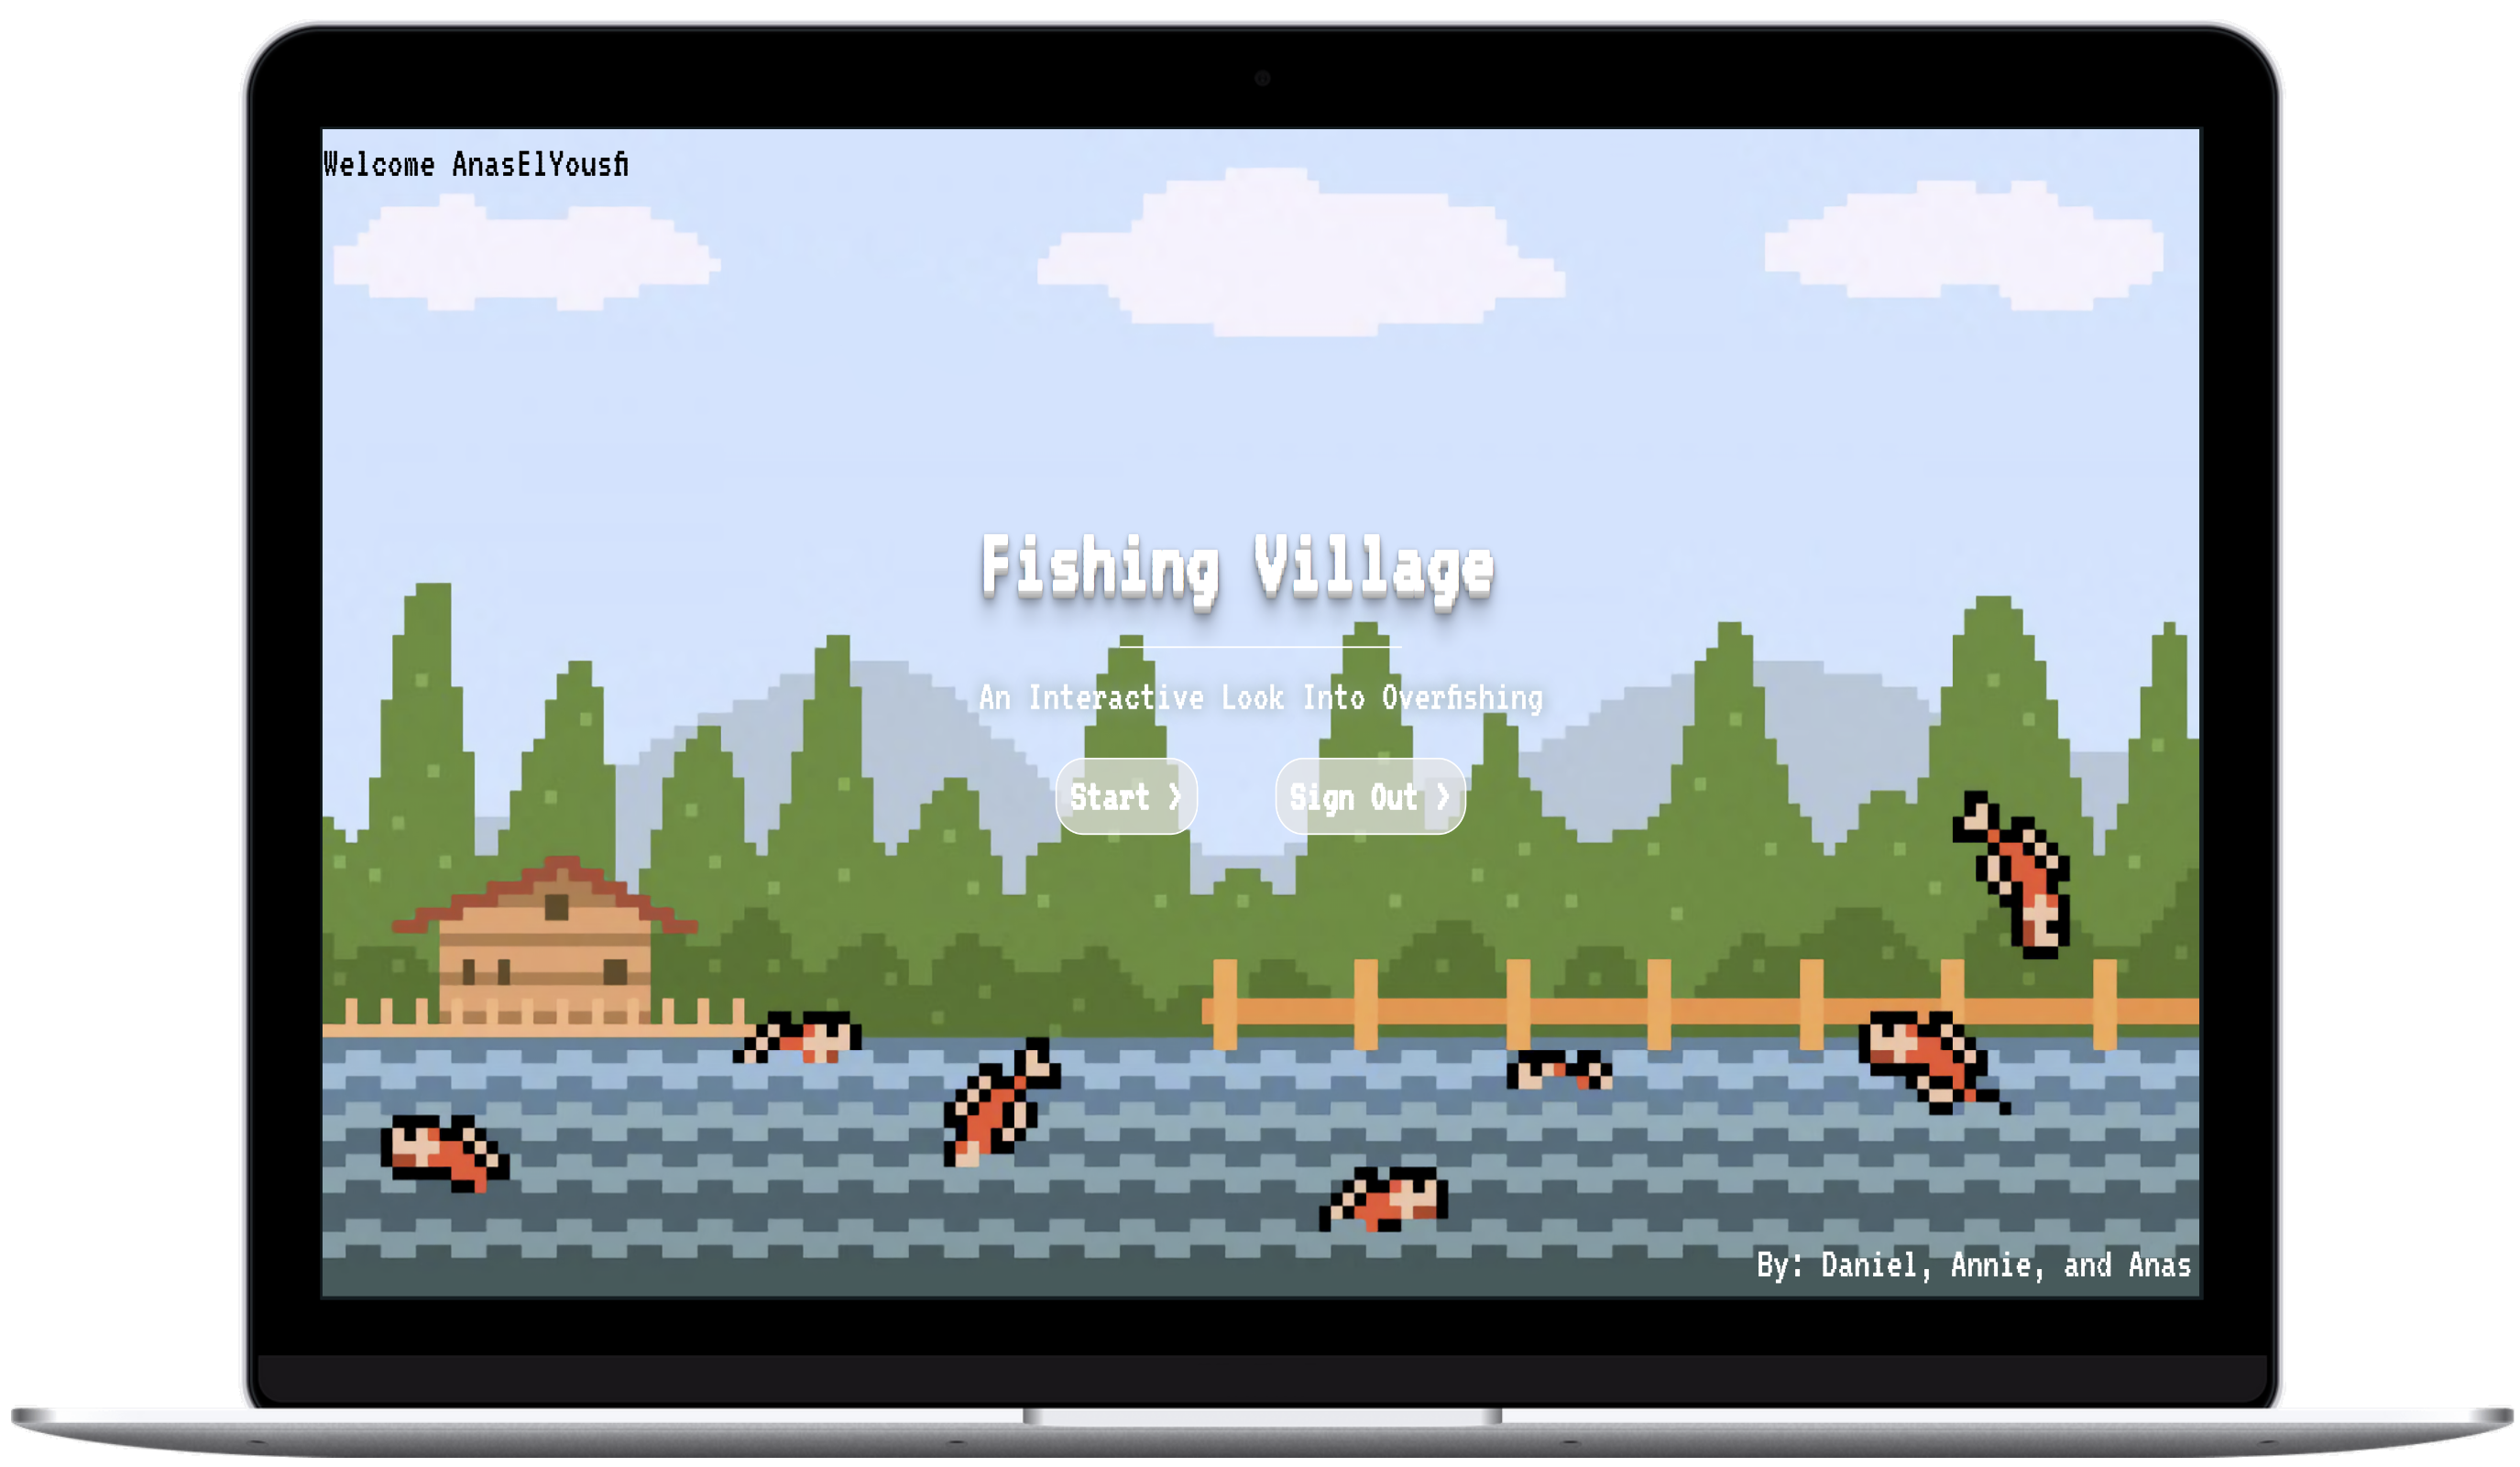 Welcome AnasElYousfi
Fishing Village
An Interactive Look Into Overfishing
Start >
Sign Out >
By: Daniel, Annie, and Anas